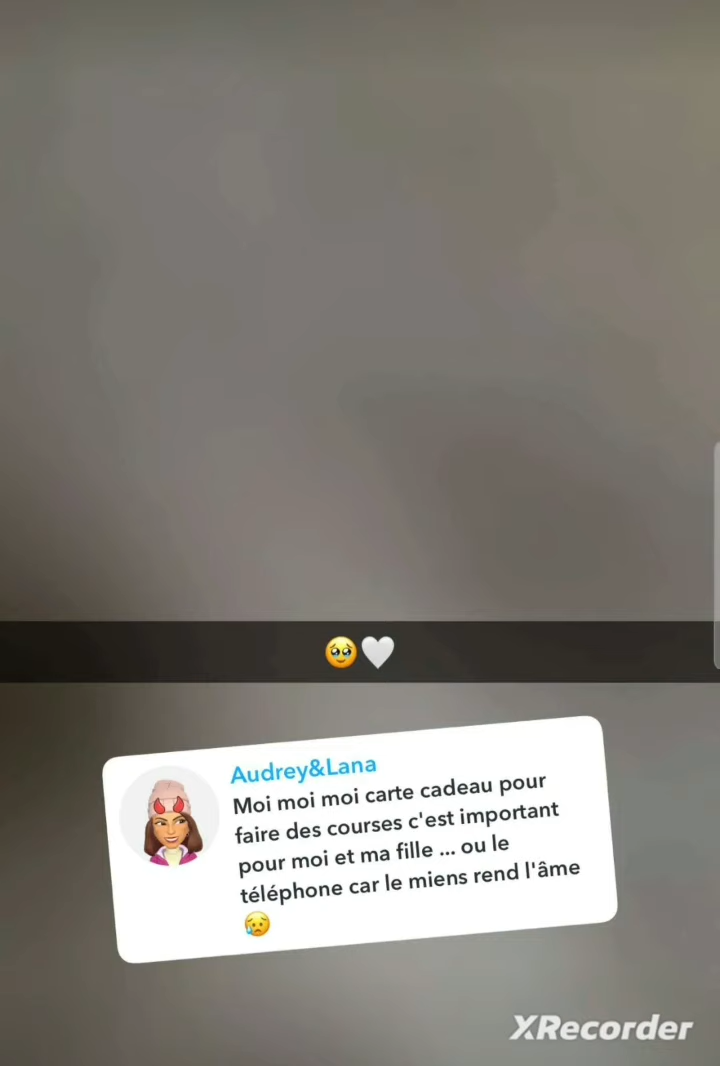 🥹🤍
Audrey&Lana
Moi moi moi carte cadeau pour
faire des courses c'est important
pour moi et ma fille ... ou le
téléphone car le miens rend l'âme
😥
XRecorder